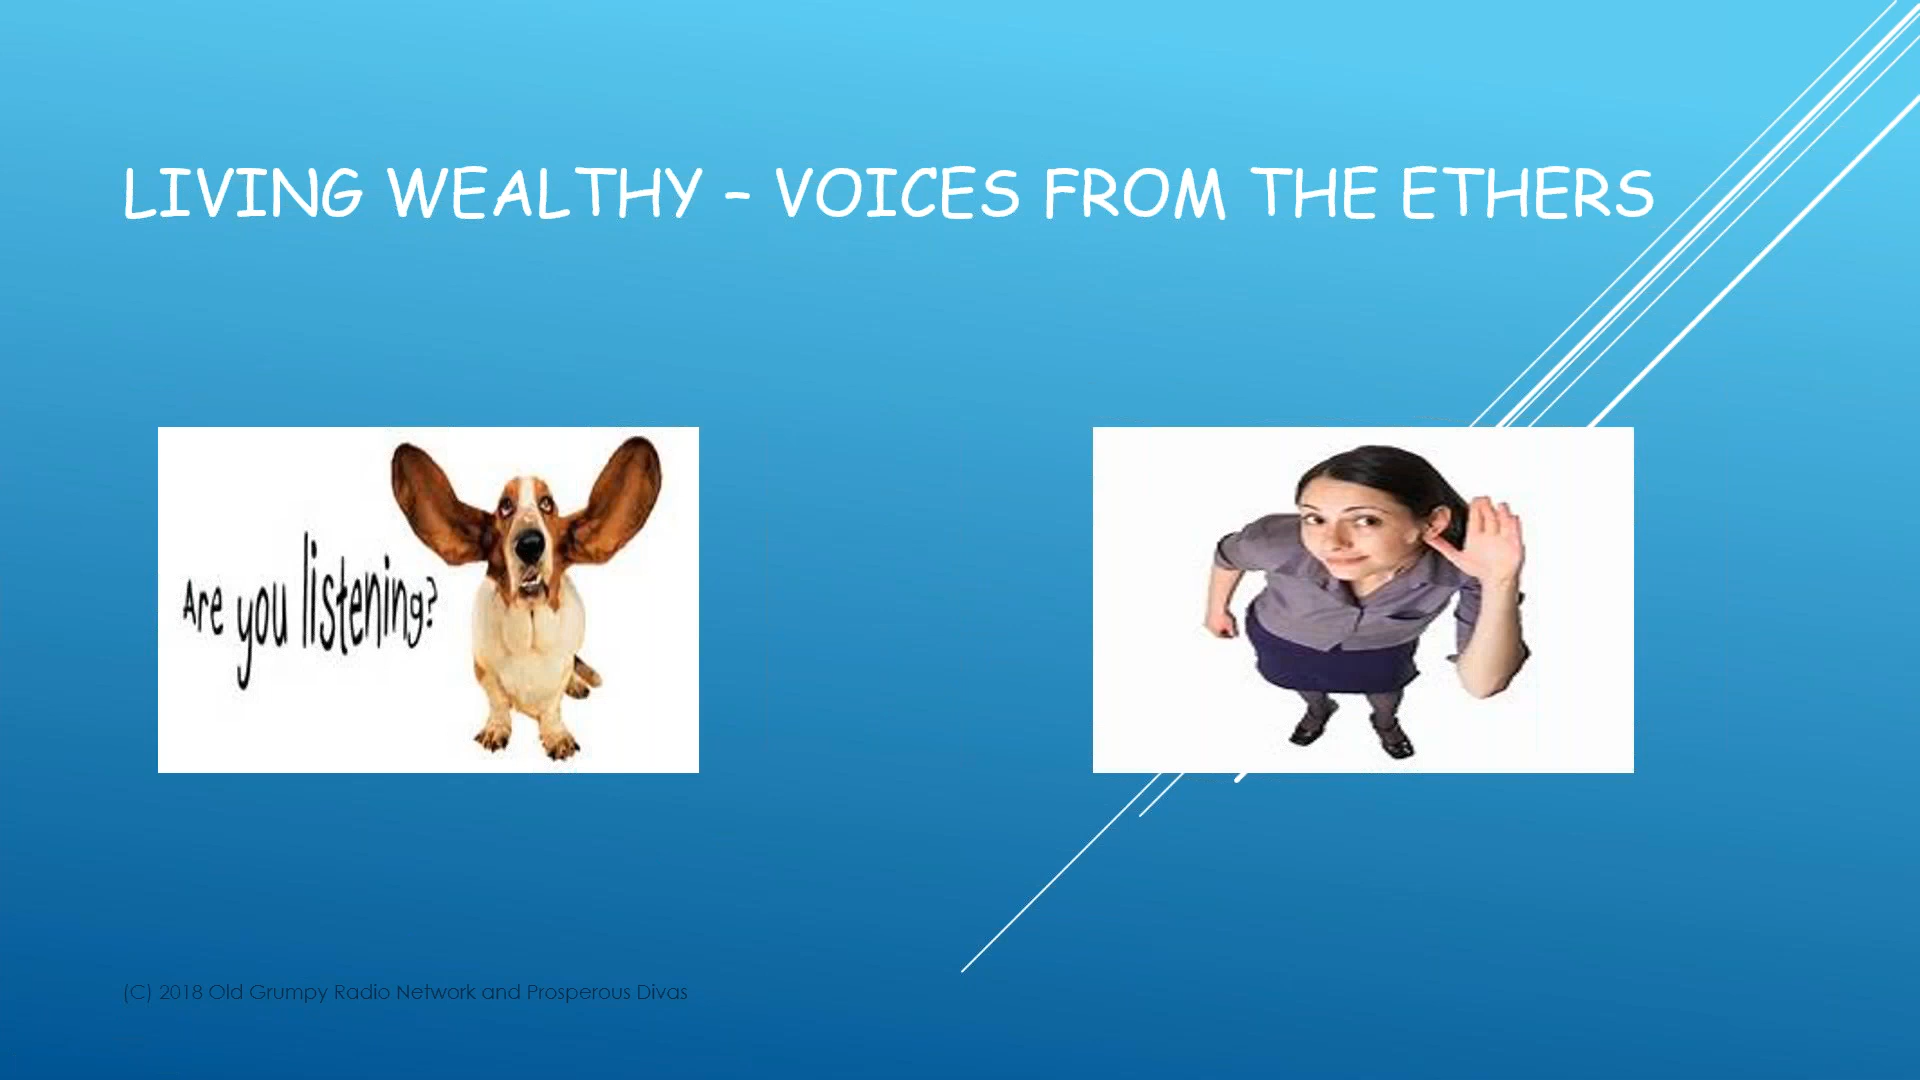 LIVING WEALTHY – VOICES FROM THE ETHERS
Are you listening?
(C) 2018 Old Grumpy Radio Network and Prosperous Divas